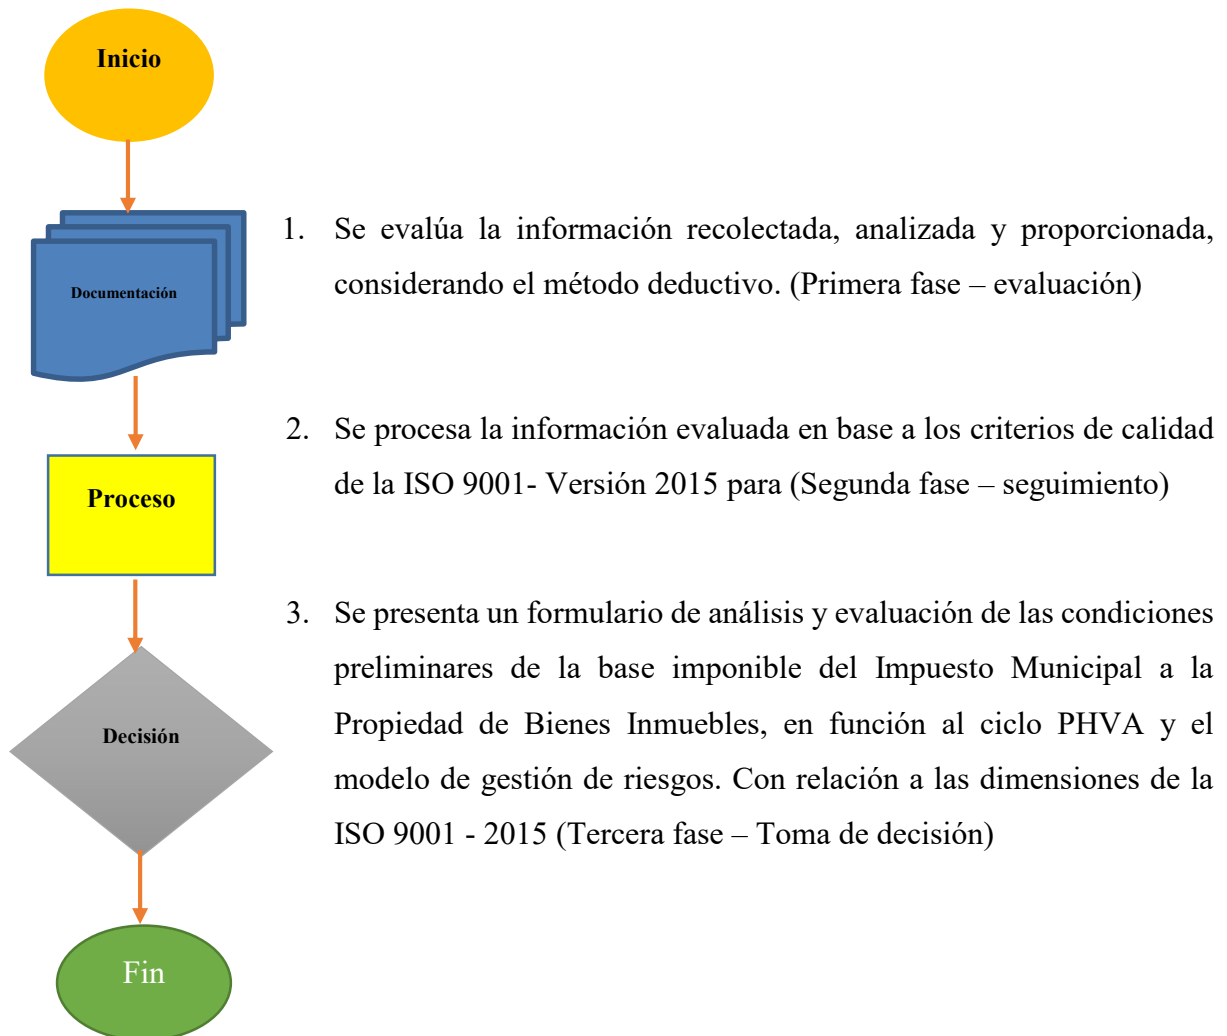 Inicio
Documentación
1. Se evalúa la información recolectada, analizada y proporcionada,
considerando el método deductivo. (Primera fase – evaluación)
2. Se procesa la información evaluada en base a los criterios de calidad
de la ISO 9001- Versión 2015 para (Segunda fase – seguimiento)
Proceso
3. Se presenta un formulario de análisis y evaluación de las condiciones
preliminares de la base imponible del Impuesto Municipal a la
Propiedad de Bienes Inmuebles, en función al ciclo PHVA y el
modelo de gestión de riesgos. Con relación a las dimensiones de la
ISO 9001 - 2015 (Tercera fase – Toma de decisión)
Decisión
Fin